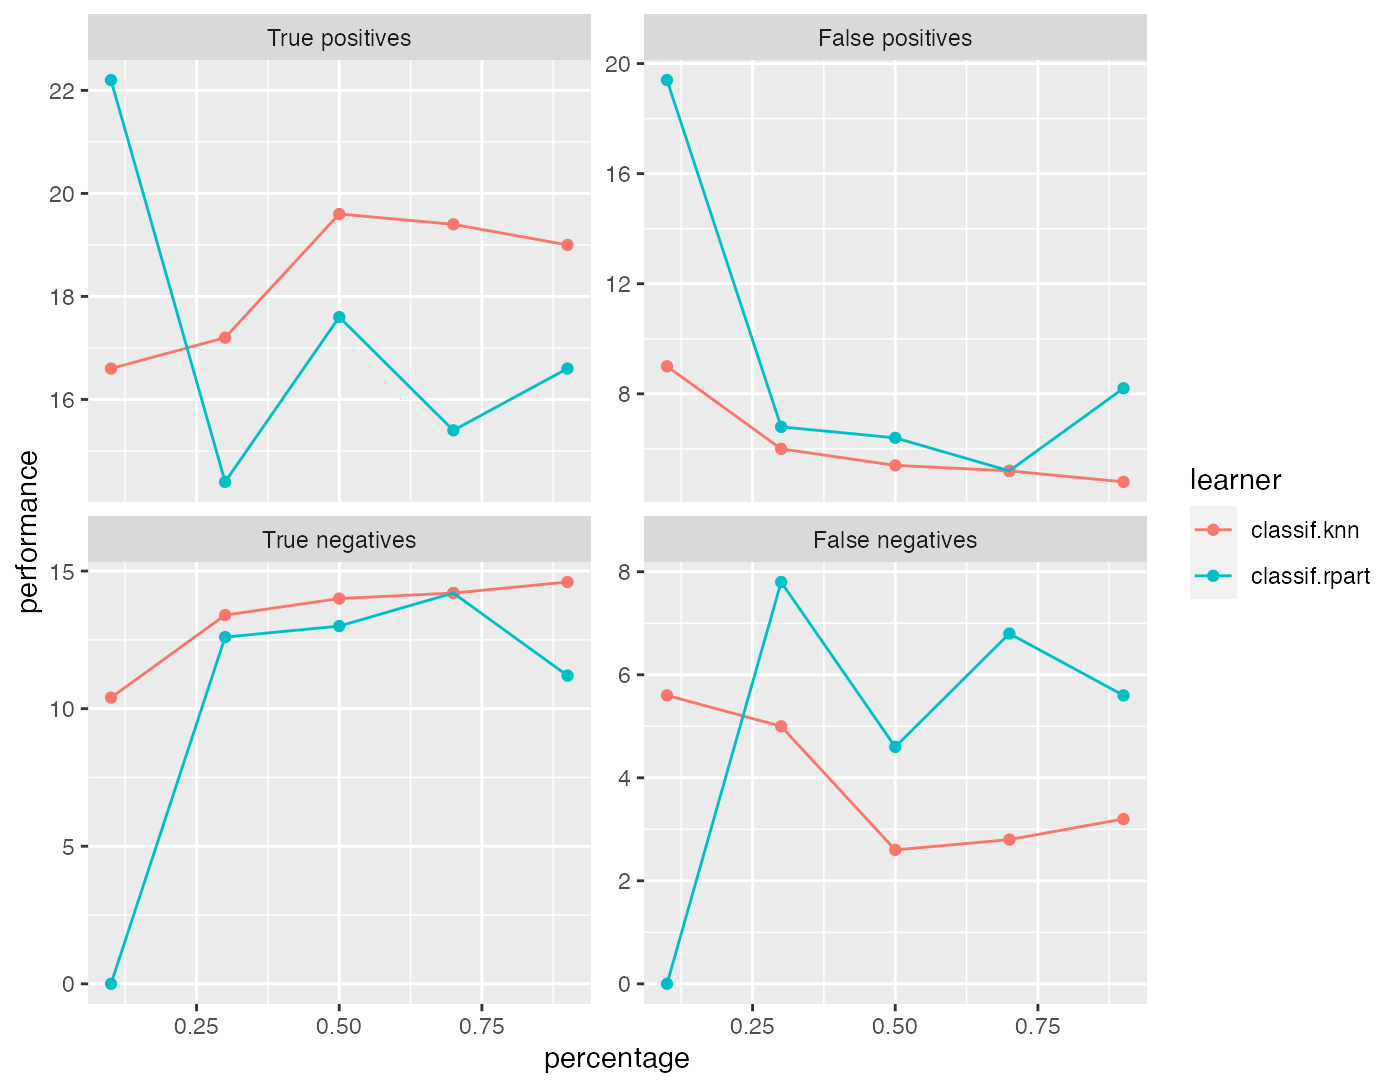 True positives
False positives
22
20
18
16
20
16
12
8
performance
True negatives
False negatives
15
10
5
0
8
6
4
2
0
0.25 0.50 0.75
0.25 0.50 0.75
percentage
learner
classif.knn
classif.rpart